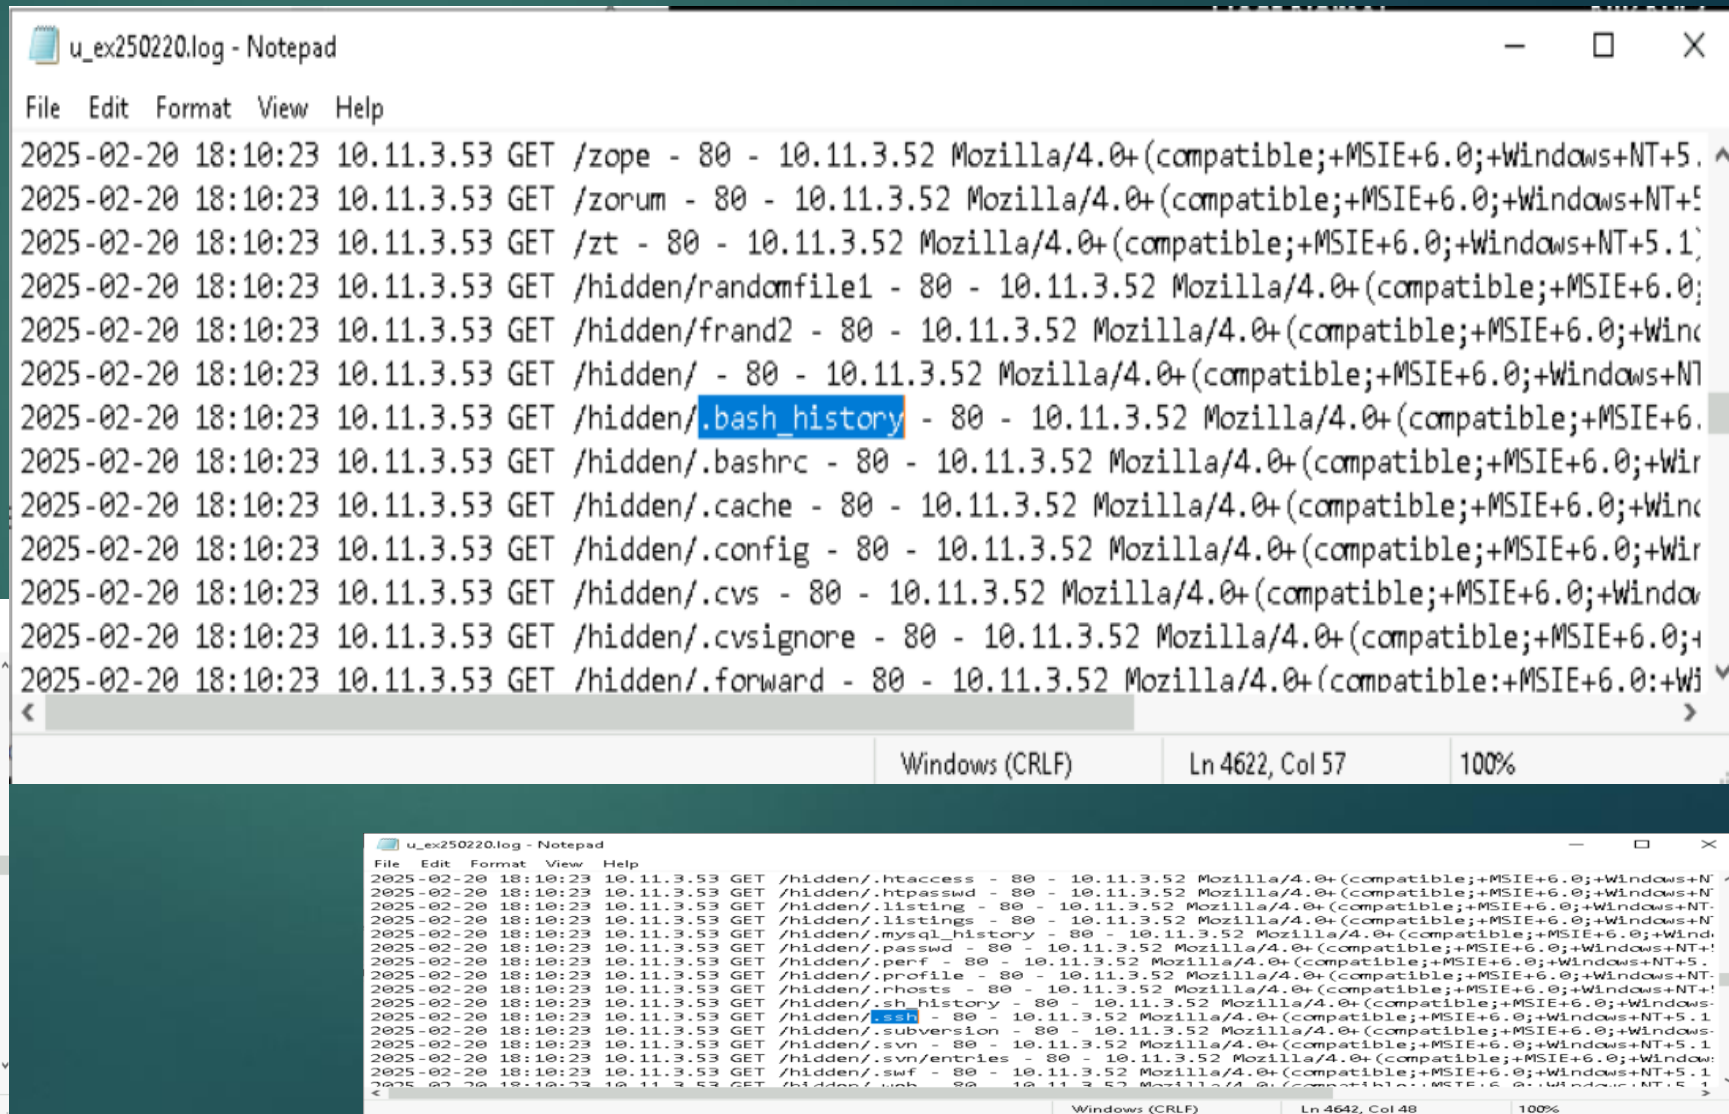 u_ex250220.log - Notepad
File Edit Format View Help
2025-02-20 18:10:23 10.11.3.53 GET /zope - 80 - 10.11.3.52 Mozilla/4.0+(compatible;+MSIE+6.0;+Windows+NT+5.
2025-02-20 18:10:23 10.11.3.53 GET /zorum - 80 - 10.11.3.52 Mozilla/4.0+(compatible;+MSIE+6.0;+Windows+NT+5
2025-02-20 18:10:23 10.11.3.53 GET /zt - 80 - 10.11.3.52 Mozilla/4.0+(compatible;+MSIE+6.0;+Windows+NT+5.1)
2025-02-20 18:10:23 10.11.3.53 GET /hidden/randomfile1 - 80 - 10.11.3.52 Mozilla/4.0+(compatible;+MSIE+6.0;
2025-02-20 18:10:23 10.11.3.53 GET /hidden/frand2 - 80 - 10.11.3.52 Mozilla/4.0+(compatible;+MSIE+6.0;+Winc
2025-02-20 18:10:23 10.11.3.53 GET /hidden/ - 80 - 10.11.3.52 Mozilla/4.0+(compatible;+MSIE+6.0;+Windows+NT
2025-02-20 18:10:23 10.11.3.53 GET /hidden/.bash_history - 80 - 10.11.3.52 Mozilla/4.0+(compatible;+MSIE+6.
2025-02-20 18:10:23 10.11.3.53 GET /hidden/.bashrc - 80 - 10.11.3.52 Mozilla/4.0+(compatible;+MSIE+6.0;+Wir
2025-02-20 18:10:23 10.11.3.53 GET /hidden/.cache - 80 - 10.11.3.52 Mozilla/4.0+(compatible;+MSIE+6.0;+Winc
2025-02-20 18:10:23 10.11.3.53 GET /hidden/.config - 80 - 10.11.3.52 Mozilla/4.0+(compatible;+MSIE+6.0;+Wir
2025-02-20 18:10:23 10.11.3.53 GET /hidden/.cvs - 80 - 10.11.3.52 Mozilla/4.0+(compatible;+MSIE+6.0;+Window
2025-02-20 18:10:23 10.11.3.53 GET /hidden/.cvsignore - 80 - 10.11.3.52 Mozilla/4.0+(compatible;+MSIE+6.0;+
2025-02-20 18:10:23 10.11.3.53 GET /hidden/.forward - 80 - 10.11.3.52 Mozilla/4.0+(compatible;+MSIE+6.0;+Wi
Windows (CRLF) Ln 4622, Col 57 100%
u_ex250220.log - Notepad
File Edit Format View Help
2025-02-20 18:10:23 10.11.3.53 GET /hidden/.htaccess - 80 - 10.11.3.52 Mozilla/4.0+(compatible;+MSIE+6.0;+Windows+N
2025-02-20 18:10:23 10.11.3.53 GET /hidden/.htpasswd - 80 - 10.11.3.52 Mozilla/4.0+(compatible;+MSIE+6.0;+Windows+N
2025-02-20 18:10:23 10.11.3.53 GET /hidden/.listing - 80 - 10.11.3.52 Mozilla/4.0+(compatible;+MSIE+6.0;+Windows+NT
2025-02-20 18:10:23 10.11.3.53 GET /hidden/.listings - 80 - 10.11.3.52 Mozilla/4.0+(compatible;+MSIE+6.0;+Windows+N
2025-02-20 18:10:23 10.11.3.53 GET /hidden/.mysql_history - 80 - 10.11.3.52 Mozilla/4.0+(compatible;+MSIE+6.0;+Wind
2025-02-20 18:10:23 10.11.3.53 GET /hidden/.passwd - 80 - 10.11.3.52 Mozilla/4.0+(compatible;+MSIE+6.0;+Windows+NT+
2025-02-20 18:10:23 10.11.3.53 GET /hidden/.perf - 80 - 10.11.3.52 Mozilla/4.0+(compatible;+MSIE+6.0;+Windows+NT+5.
2025-02-20 18:10:23 10.11.3.53 GET /hidden/.profile - 80 - 10.11.3.52 Mozilla/4.0+(compatible;+MSIE+6.0;+Windows+NT
2025-02-20 18:10:23 10.11.3.53 GET /hidden/.rhosts - 80 - 10.11.3.52 Mozilla/4.0+(compatible;+MSIE+6.0;+Windows+NT+
2025-02-20 18:10:23 10.11.3.53 GET /hidden/.sh_history - 80 - 10.11.3.52 Mozilla/4.0+(compatible;+MSIE+6.0;+Windows
2025-02-20 18:10:23 10.11.3.53 GET /hidden/.ssh - 80 - 10.11.3.52 Mozilla/4.0+(compatible;+MSIE+6.0;+Windows+NT+5.1
2025-02-20 18:10:23 10.11.3.53 GET /hidden/.subversion - 80 - 10.11.3.52 Mozilla/4.0+(compatible;+MSIE+6.0;+Windows
2025-02-20 18:10:23 10.11.3.53 GET /hidden/.svn - 80 - 10.11.3.52 Mozilla/4.0+(compatible;+MSIE+6.0;+Windows+NT+5.1
2025-02-20 18:10:23 10.11.3.53 GET /hidden/.svn/entries - 80 - 10.11.3.52 Mozilla/4.0+(compatible;+MSIE+6.0;+Window
2025-02-20 18:10:23 10.11.3.53 GET /hidden/.swf - 80 - 10.11.3.52 Mozilla/4.0+(compatible;+MSIE+6.0;+Windows+NT+5.1
Windows (CRLF) Ln 4642, Col 48 100%